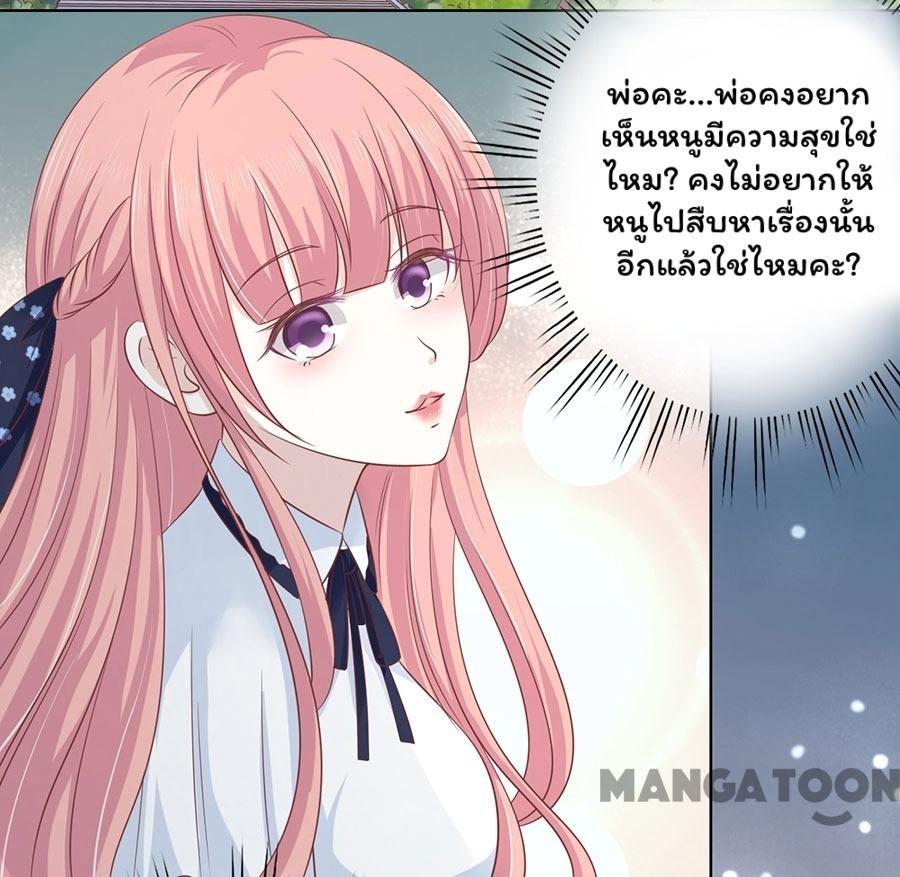 พ่อคะ...พ่อคงอยาก
เห็นหนูมีความสุขใช่
ไหม? คงไม่อยากให้
หนูไปสืบหาเรื่องนั้น
อีกแล้วใช่ไหมคะ?
MANGATOON